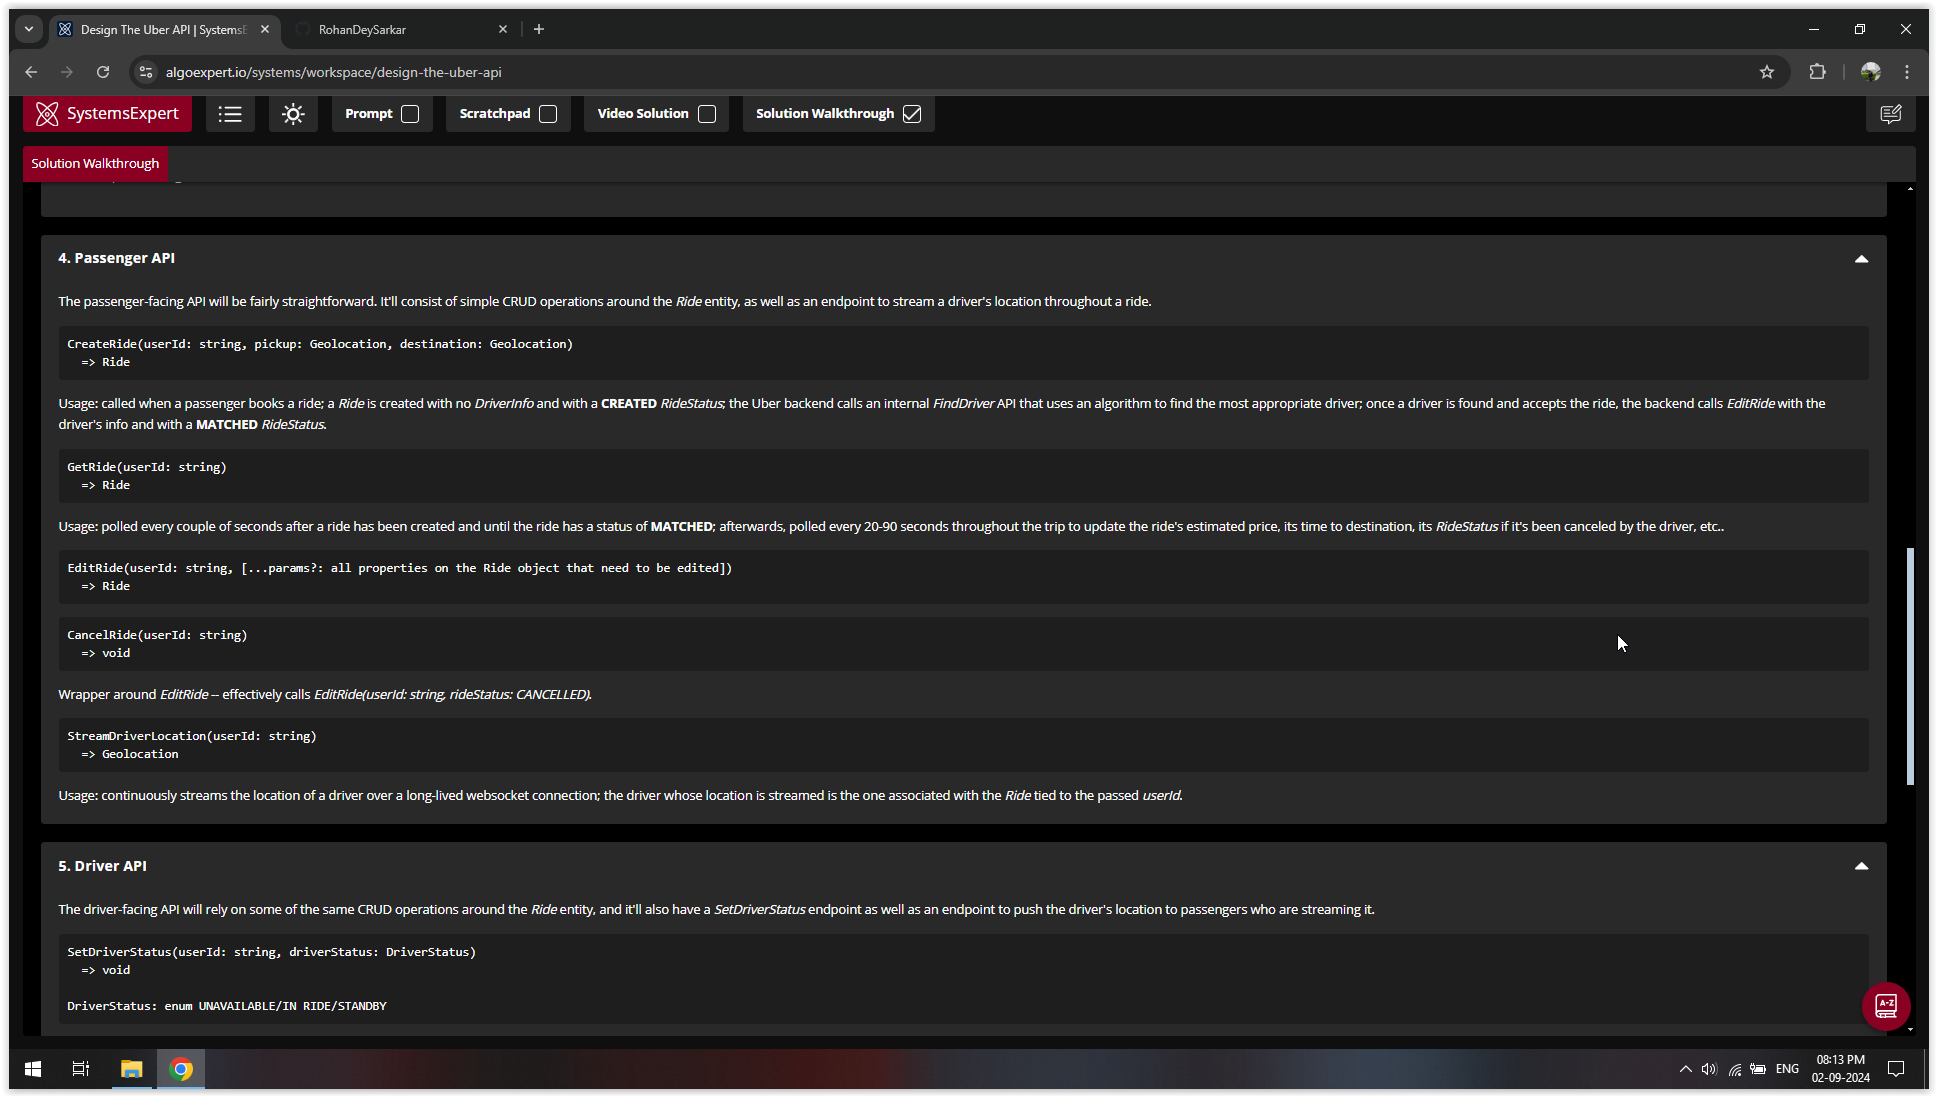 Design The Uber API | SystemsE
RohanDeySarkar
algoexpert.io/systems/workspace/design-the-uber-api
SystemsExpert
Prompt
Scratchpad
Video Solution
Solution Walkthrough
Solution Walkthrough
4. Passenger API
The passenger-facing API will be fairly straightforward. It'll consist of simple CRUD operations around the Ride entity, as well as an endpoint to stream a driver's location throughout a ride.
CreateRide(userId: string, pickup: Geolocation, destination: Geolocation)
=> Ride
Usage: called when a passenger books a ride; a Ride is created with no DriverInfo and with a CREATED RideStatus; the Uber backend calls an internal FindDriver API that uses an algorithm to find the most appropriate driver; once a driver is found and accepts the ride, the backend calls EditRide with the
driver's info and with a MATCHED RideStatus.
GetRide(userId: string)
=> Ride
Usage: polled every couple of seconds after a ride has been created and until the ride has a status of MATCHED; afterwards, polled every 20-90 seconds throughout the trip to update the ride's estimated price, its time to destination, its RideStatus if it's been canceled by the driver, etc..
EditRide(userId: string, [...params?: all properties on the Ride object that need to be edited])
=> Ride
CancelRide(userId: string)
=> void
Wrapper around EditRide -- effectively calls EditRide(userId: string, rideStatus: CANCELLED).
StreamDriverLocation(userId: string)
=> Geolocation
Usage: continuously streams the location of a driver over a long-lived websocket connection; the driver whose location is streamed is the one associated with the Ride tied to the passed userId.
5. Driver API
The driver-facing API will rely on some of the same CRUD operations around the Ride entity, and it'll also have a SetDriverStatus endpoint as well as an endpoint to push the driver's location to passengers who are streaming it.
SetDriverStatus(userId: string, driverStatus: DriverStatus)
=> void
DriverStatus: enum UNAVAILABLE/IN RIDE/STANDBY
A-Z
ENG
08:13 PM
02-09-2024